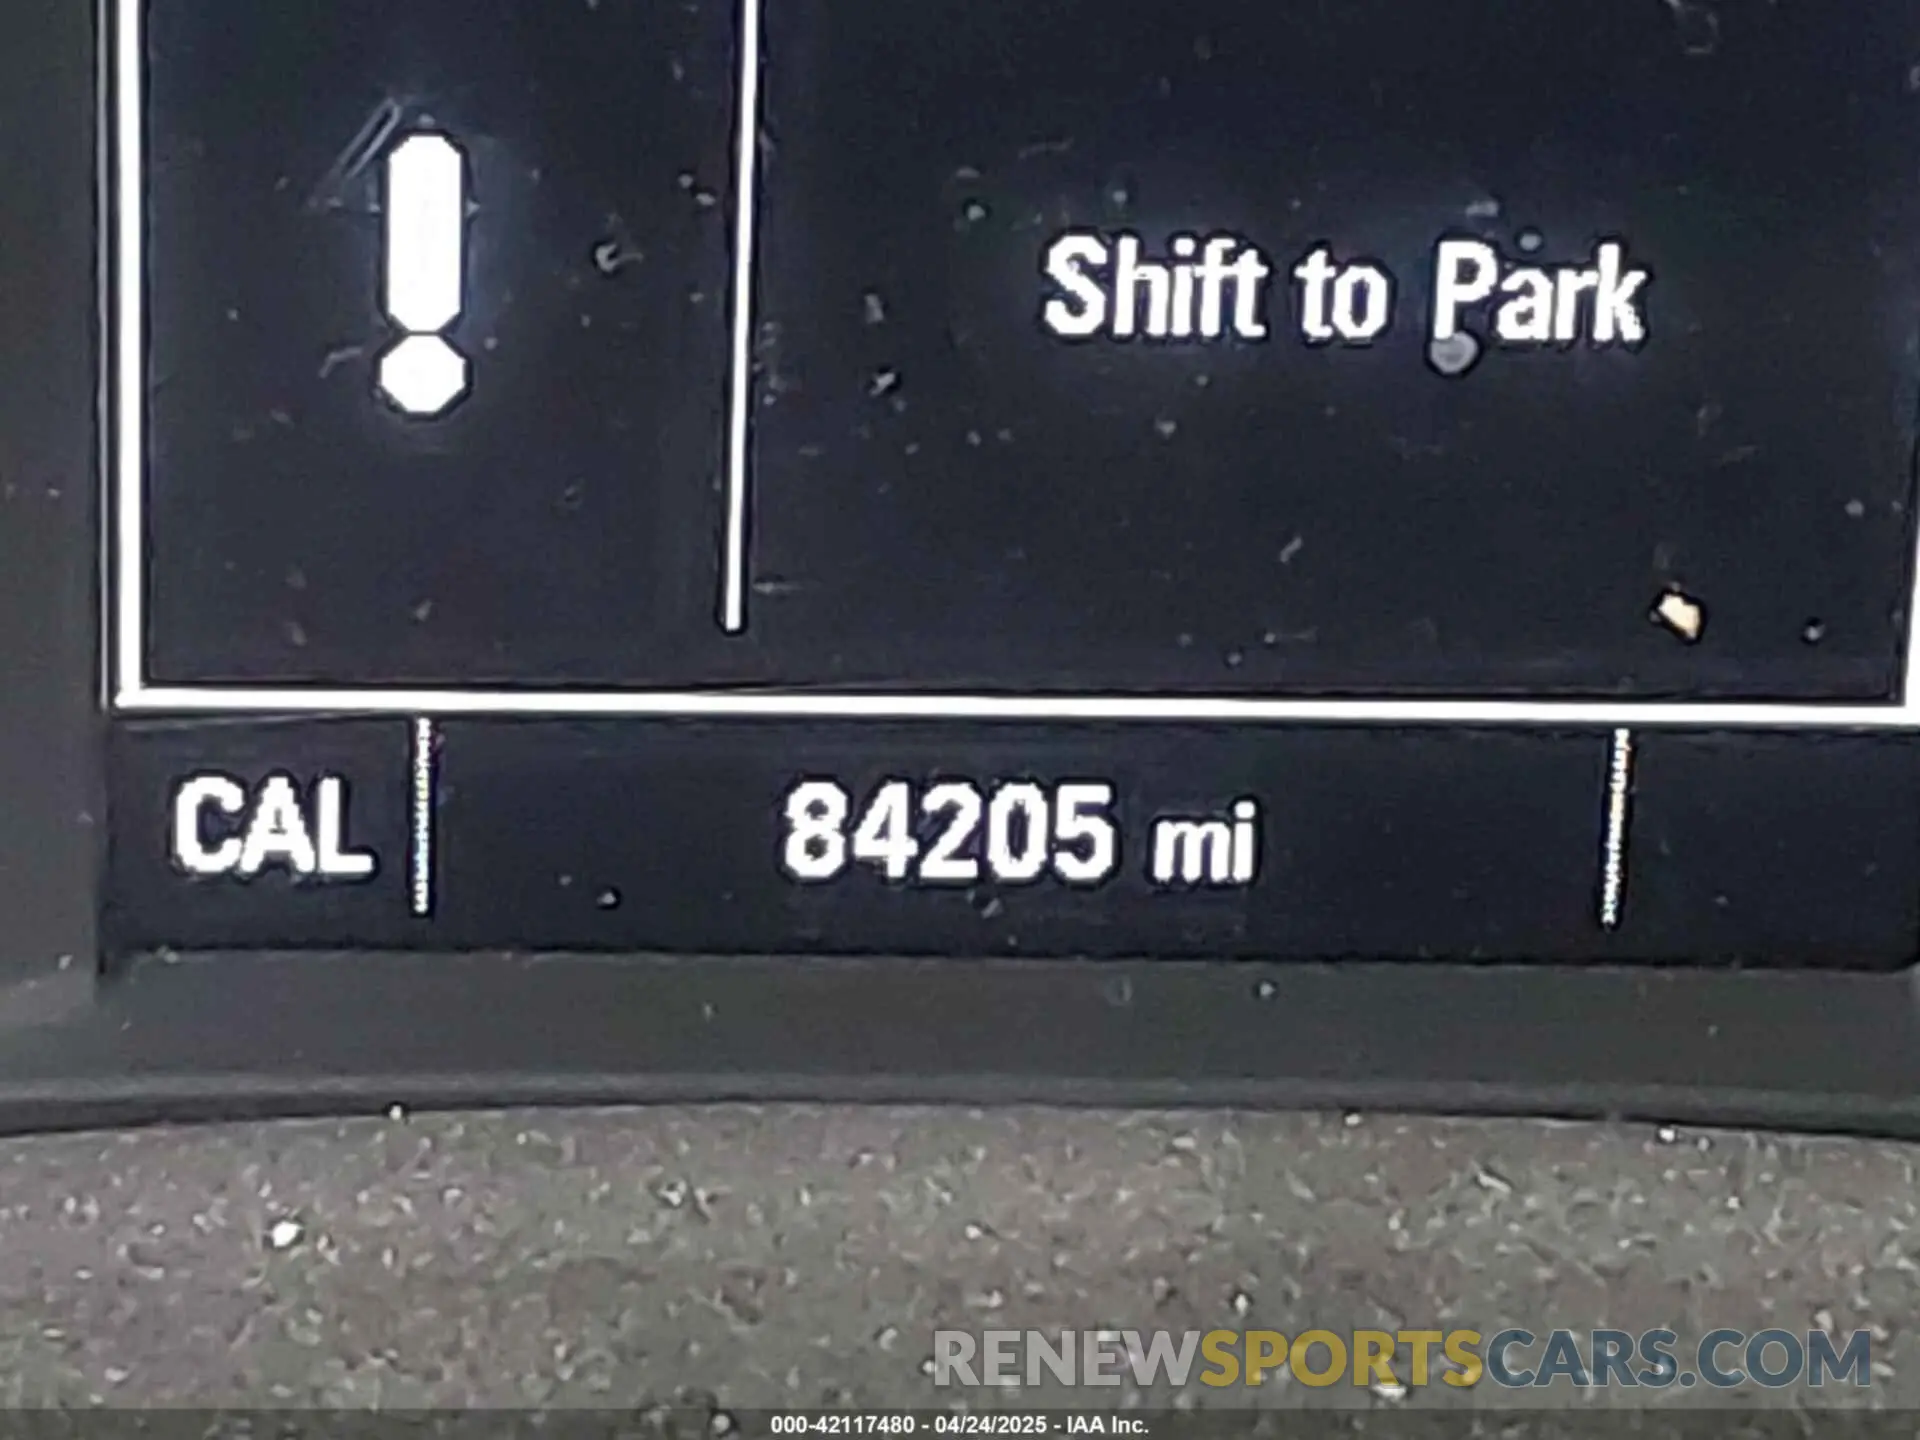 !
Shift to Park
CAL
84205 mi
RENEWSPORTSCARS.COM
000-42117480 - 04/24/2025 - IAA Inc.